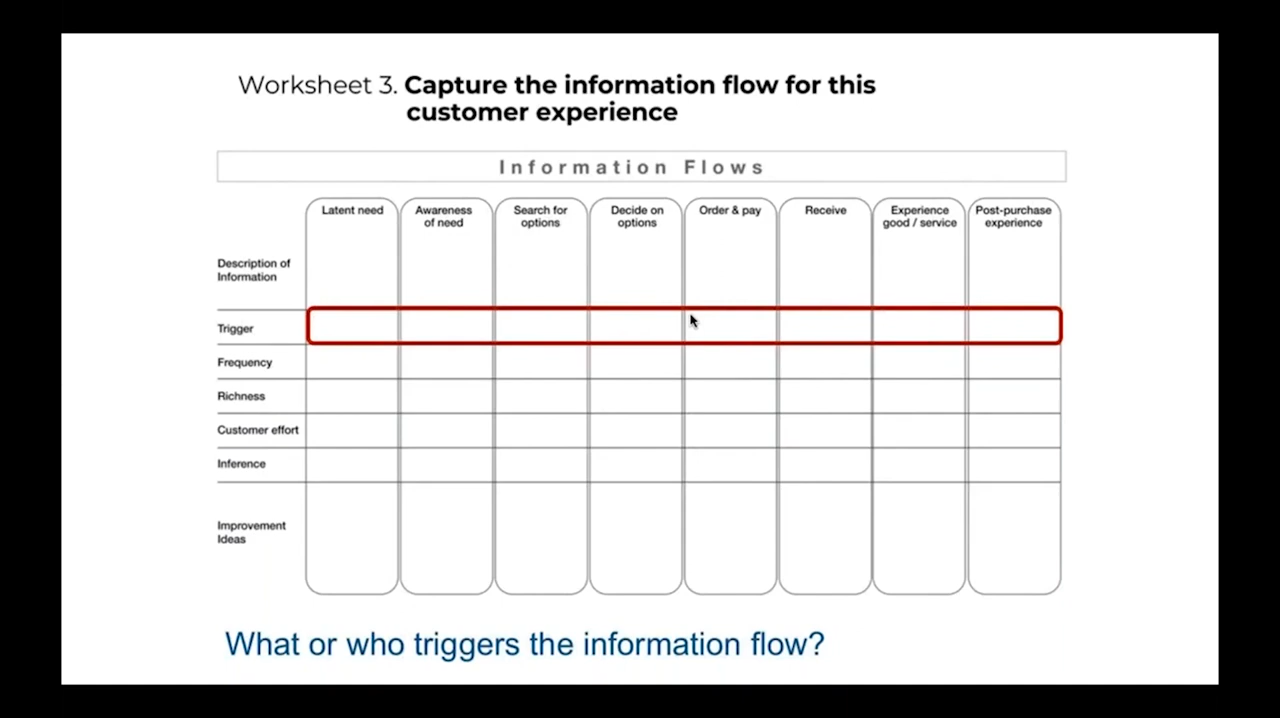 Worksheet 3. Capture the information flow for this
customer experience
Information Flows
Latent need
Awareness
of need
Search for
options
Decide on
options
Order & pay
Receive
Experience
good / service
Post-purchase
experience
Description of
Information
Trigger
Frequency
Richness
Customer effort
Inference
Improvement
Ideas
What or who triggers the information flow?